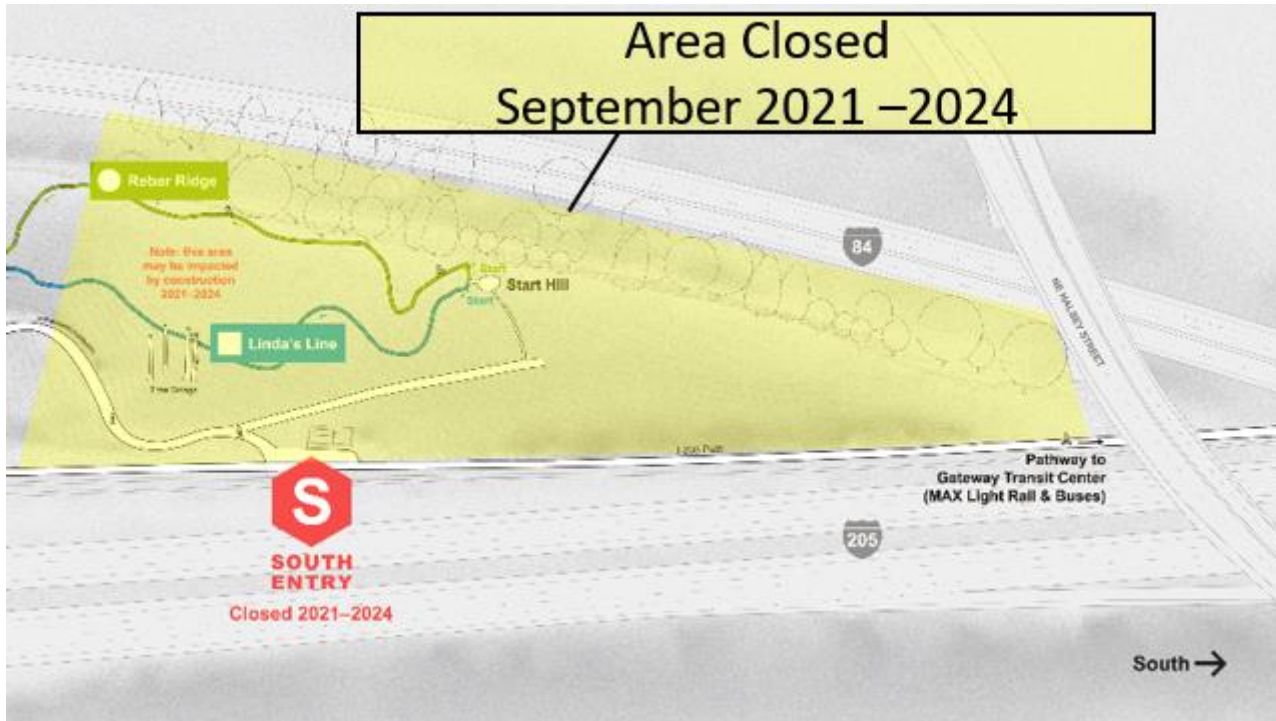 Area Closed
September 2021 –2024
Rebar Ridge
84
Note: this area
may be impacted
by construction
2021–2024
Start
Start Hill
Start
NE HALSEY STREET
Linda's Line
I-205 Path
Pathway to
Gateway Transit Center
(MAX Light Rail & Buses)
S
205
SOUTH
ENTRY
Closed 2021–2024
South